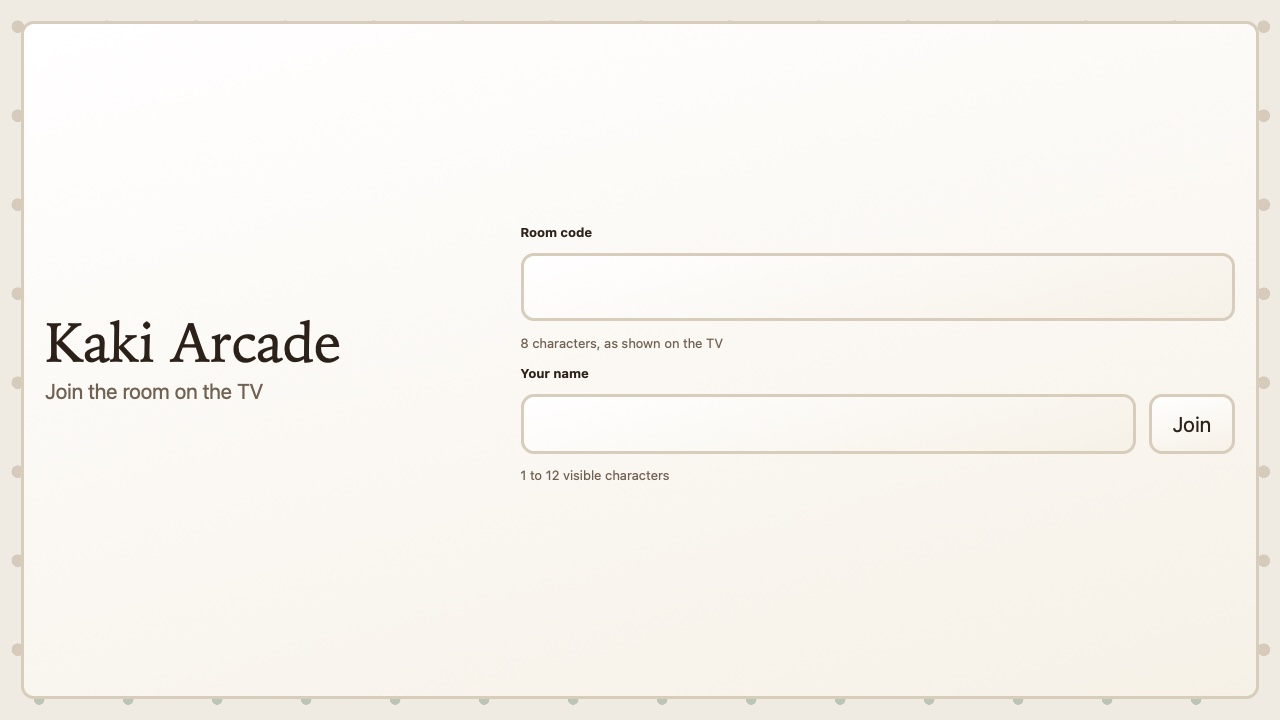 Kaki Arcade
Join the room on the TV
Room code
8 characters, as shown on the TV
Your name
Join
1 to 12 visible characters